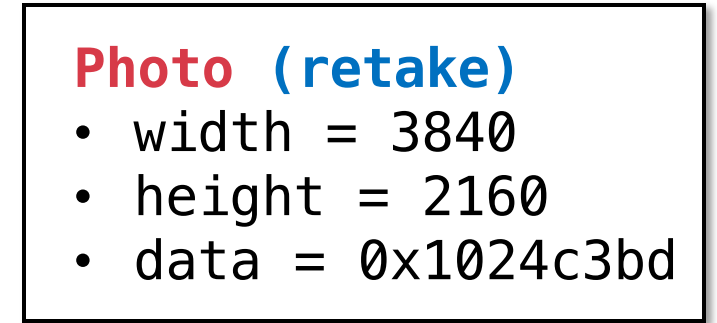 Photo (retake)
• width = 3840
• height = 2160
• data = 0x1024c3bd